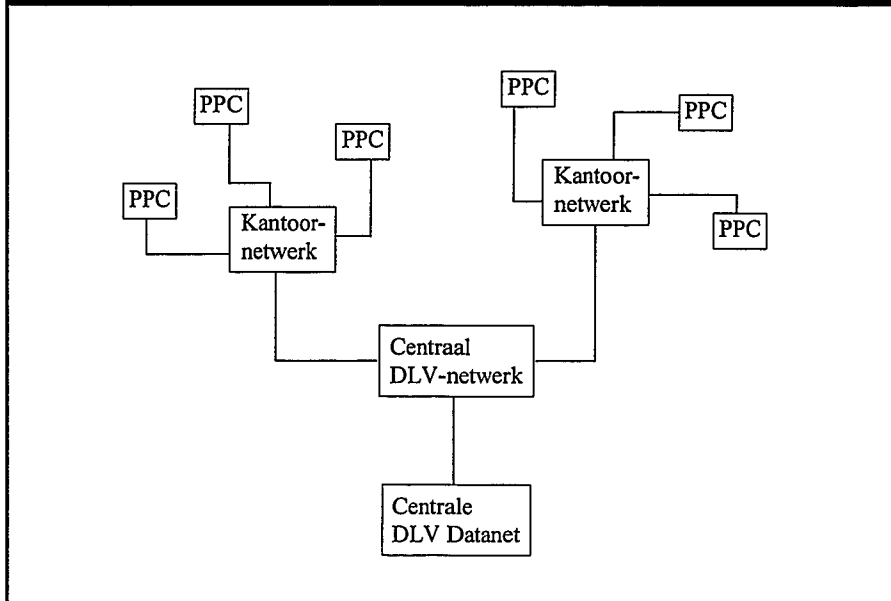 PPC
PPC
PPC
Kantoor-
netwerk
PPC
PPC
PPC
Kantoor-
netwerk
Centraal
DLV-netwerk
Centrale
DLV Datanet